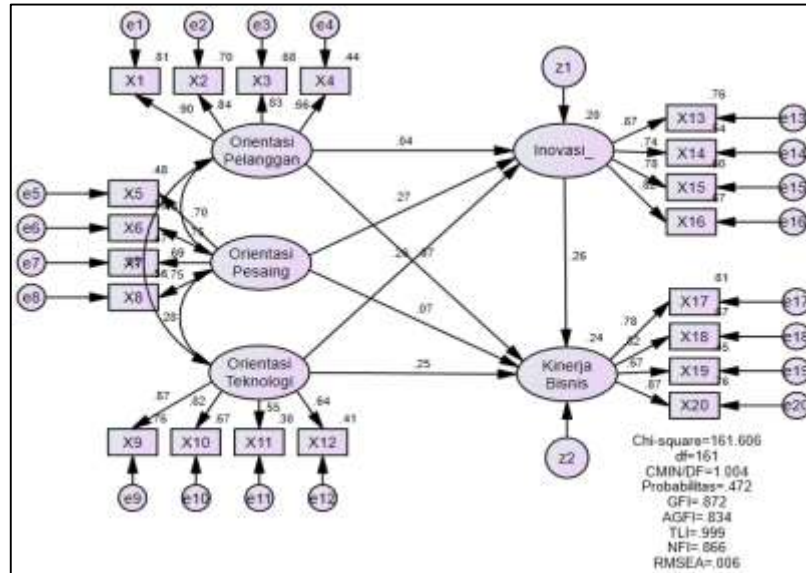 e1
e2
e3
e4
.81
.70
.68
.44
X1
X2
X3
X4
.84
.83
.66
Orientasi
Pelanggan
z1
.04
Inovasi_
.76
.87
X13
e13
.74
X14
e14
.78
X15
e15
X16
e16
.48
e5
X5
e6
X6
e7
.69
e8
X8
.75
.70
Orientasi
Pesaing
.27
.07
.26
.28
Orientasi
Teknologi
.25
.24
Kinerja
Bisnis
z2
.61
.78
X17
e17
X18
e18
.67
X19
e19
.87
.76
X20
e20
.87
.82
.55
.64
.76
.67
.41
X9
X10
X11
X12
e9
e10
e11
e12
Chi-square=161.606
df=161
CMIN/DF=1.004
Probabilitas=.472
GFI=.872
AGFI=.834
TLI=.999
NFI=.866
RMSEA=.006